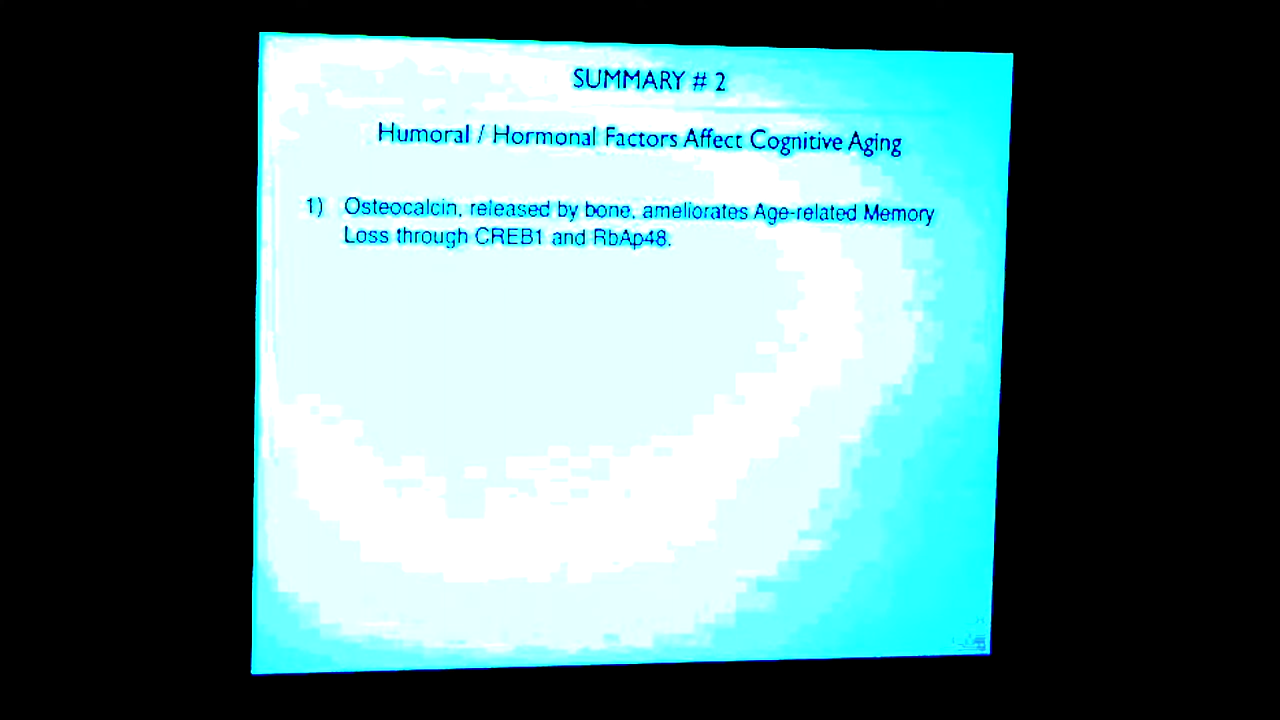 SUMMARY # 2
Humoral / Hormonal Factors Affect Cognitive Aging
1) Osteocalcin, released by bone, ameliorates Age-related Memory
Loss through CREB1 and RbAp48.